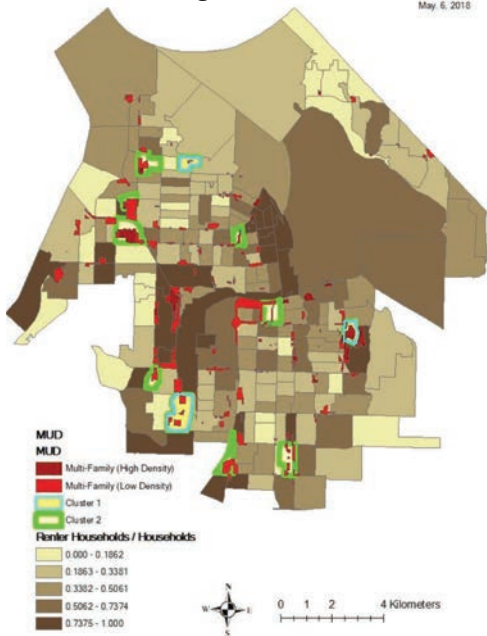 May. 6, 2018
MUD
MUD
Multi-Family (High Density)
Multi-Family (Low Density)
Cluster 1
Cluster 2
Renter Households / Households
0.000 - 0.1862
0.1863 - 0.3381
0.3382 - 0.5061
0.5062 - 0.7374
0.7375 - 1.000
N
W E
S
0 1 2 4 Kilometers